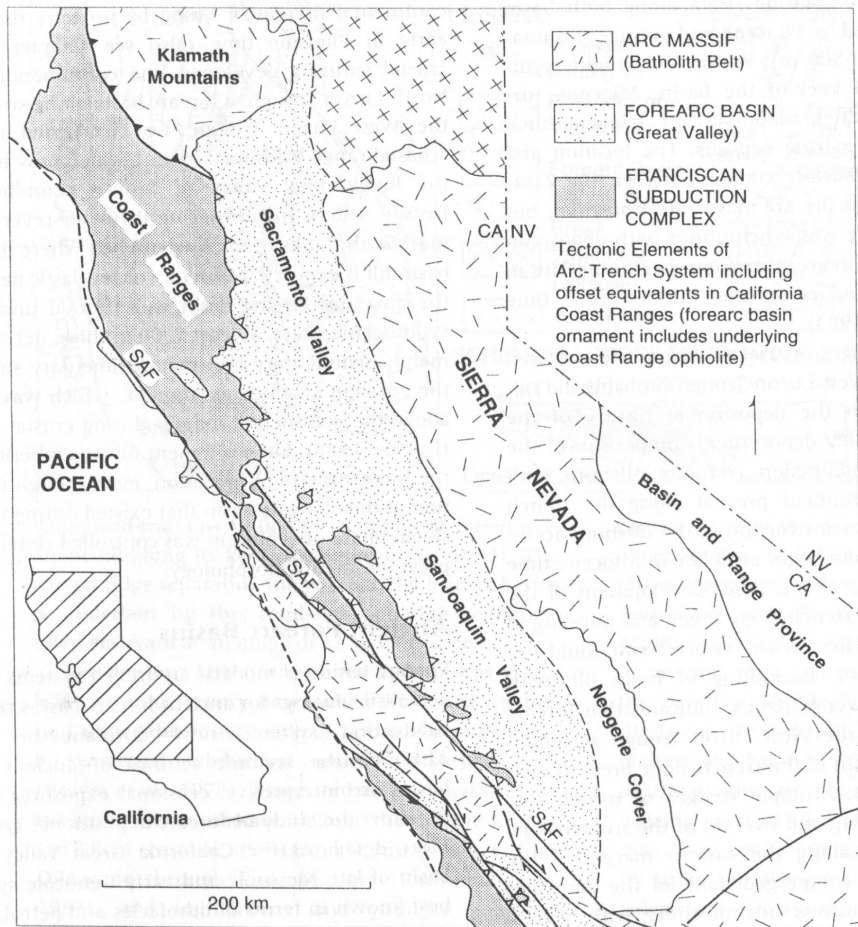 Klamath
Mountains
Coast
Ranges
SAF
Sacramento
Valley
CA NV
ARC MASSIF
(Batholith Belt)
FOREARC BASIN
(Great Valley)
FRANCISCAN
SUBDUCTION
COMPLEX
Tectonic Elements of
Arc-Trench System including
offset equivalents in California
Coast Ranges (forearc basin
ornament includes underlying
Coast Range ophiolite)
SIERRA
NEVADA
PACIFIC
OCEAN
SAF
SanJoaquin
Valley
Basin and Range Province
NV
CA
Neogene
Cover
SAF
California
200 km